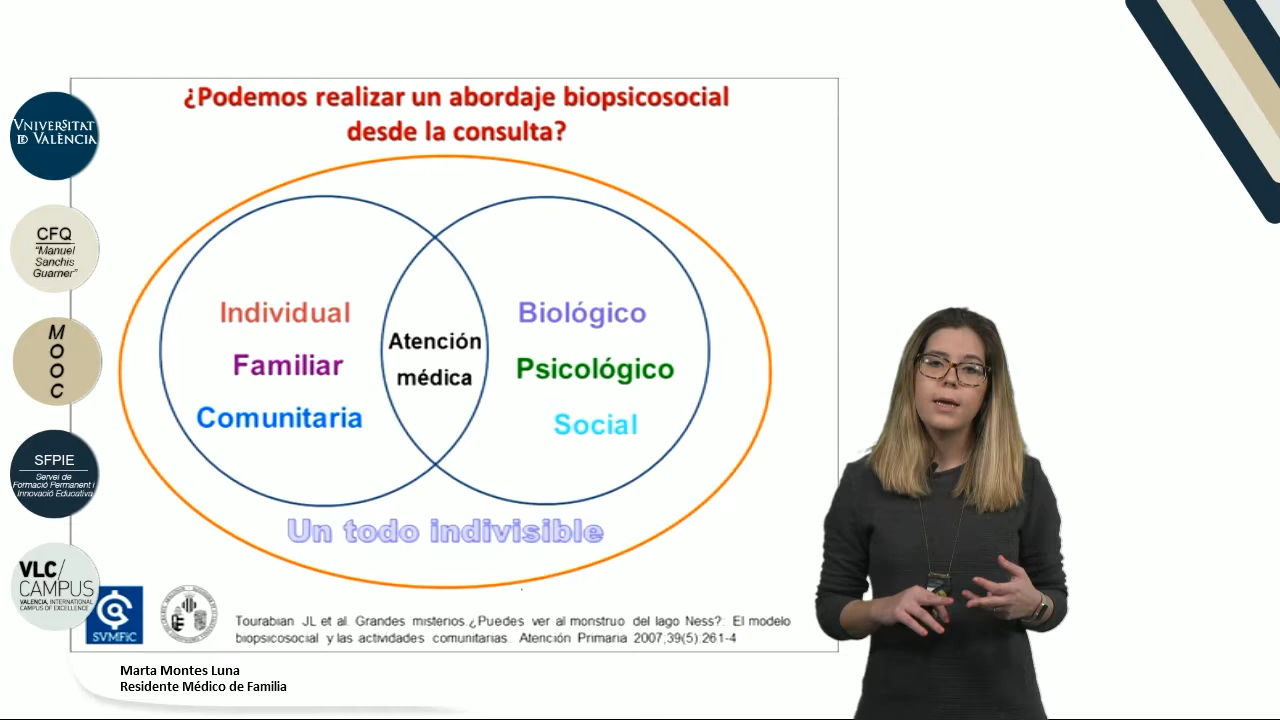 ¿Podemos realizar un abordaje biopsicosocial
desde la consulta?
VNIVERSITAT
ID VALÈNCIA
CFQ
"Manuel
Sanchis
Guarner"
M
O
O
C
SFPIE
Servei de
Formació Permanent i
Innovació Educativa
VLC/
CAMPUS
VALENCIA, INTERNATIONAL
CAMPUS OF EXCELLENCE
Individual
Familiar
Comunitaria
Atención
médica
Biológico
Psicológico
Social
Un todo indivisible
SVMFiC
Tourabian JL et al. Grandes misterios.¿Puedes ver al monstruo del lago Ness?: El modelo
biopsicosocial y las actividades comunitarias. Atención Primaria 2007;39(5):261-4
Marta Montes Luna
Residente Médico de Familia